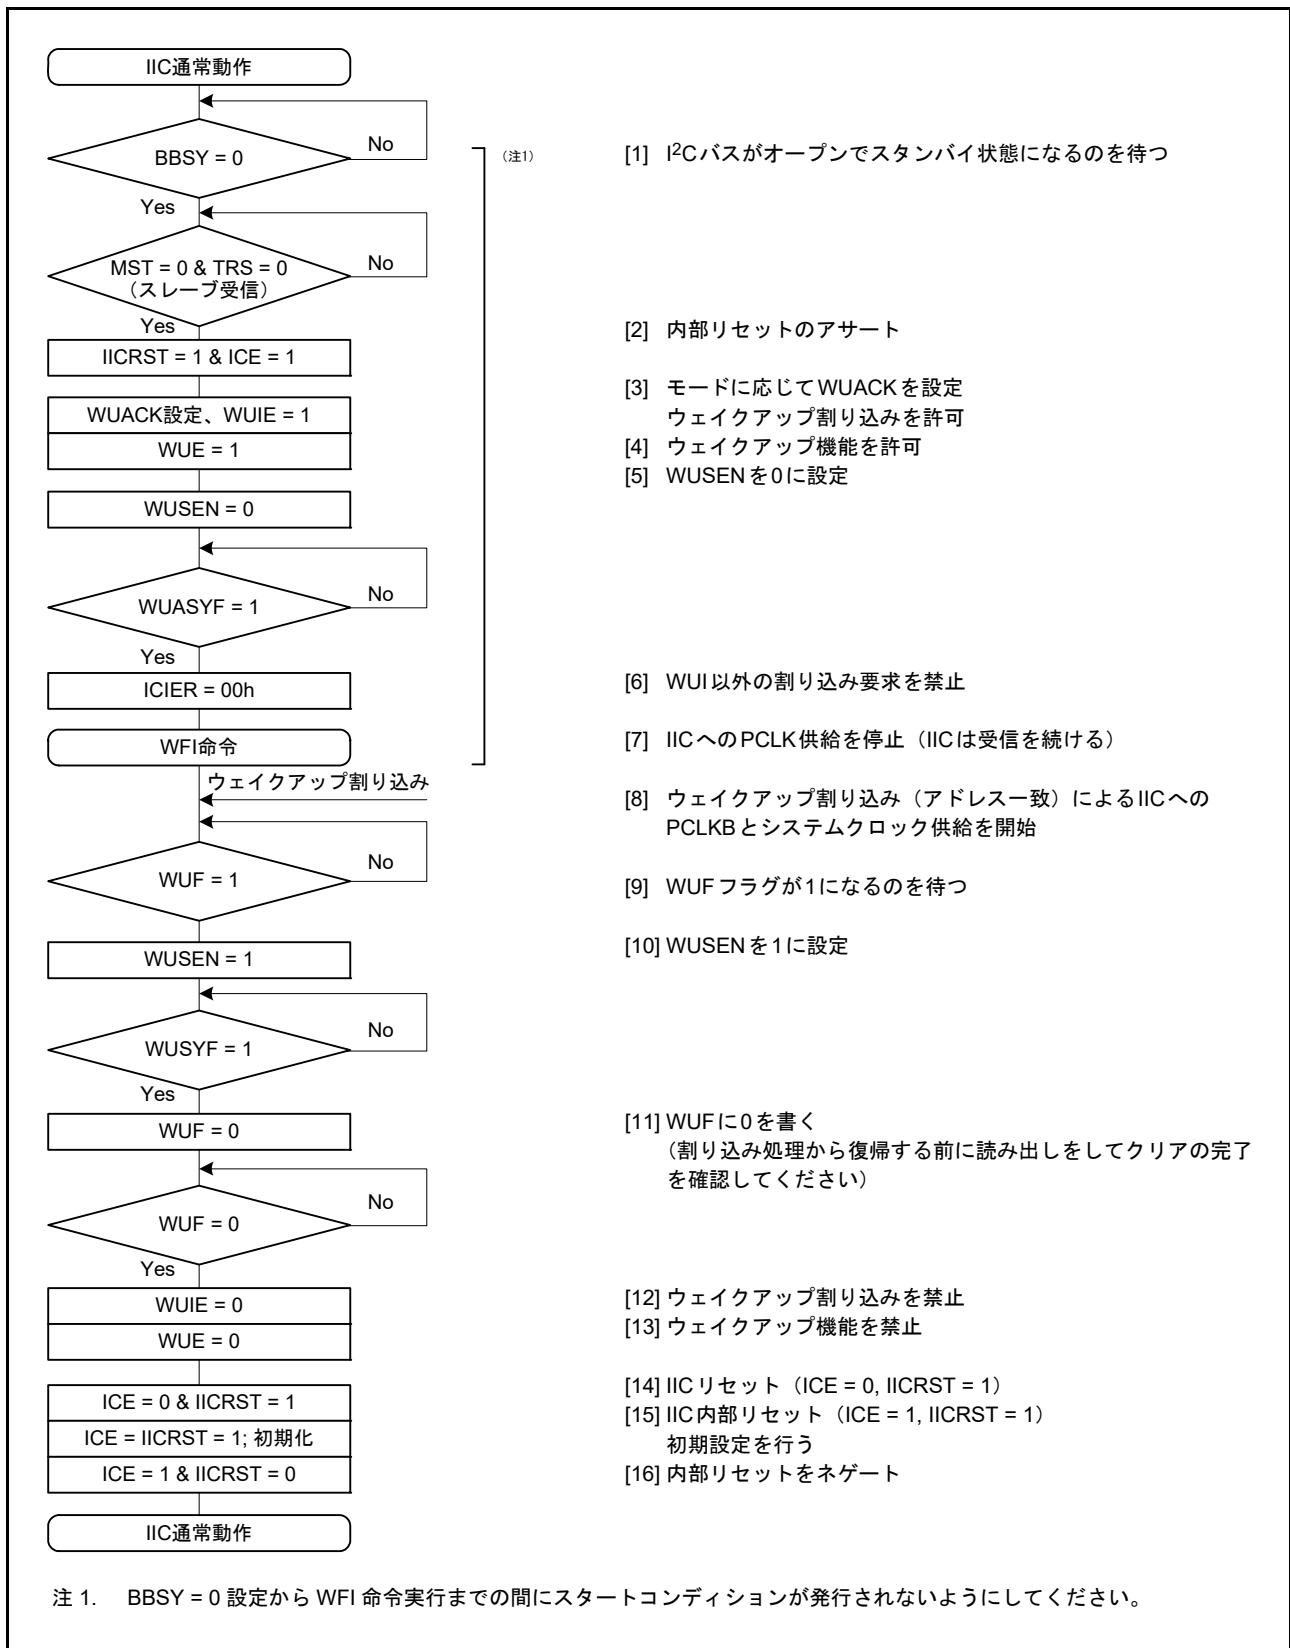 IIC通常動作
BBSY = 0
No
（注1）
[1] I²Cバスがオープンでスタンバイ状態になるのを待つ
Yes
MST = 0 & TRS = 0
（スレーブ受信）
No
Yes
[2] 内部リセットのアサート
IICRST = 1 & ICE = 1
[3] モードに応じてWUACKを設定
ウェイクアップ割り込みを許可
WUACK設定、WUIE = 1
WUE = 1
[4] ウェイクアップ機能を許可
[5] WUSENを0に設定
WUSEN = 0
WUASYF = 1
No
Yes
ICIER = 00h
[6] WUI以外の割り込み要求を禁止
WFI命令
[7] IICへのPCLK供給を停止（IICは受信を続ける）
ウェイクアップ割り込み
[8] ウェイクアップ割り込み（アドレス一致）によるIICへの
PCLKBとシステムクロック供給を開始
WUF = 1
No
[9] WUFフラグが1になるのを待つ
WUSEN = 1
[10] WUSENを1に設定
WUSYF = 1
No
Yes
WUF = 0
[11] WUFに0を書く
（割り込み処理から復帰する前に読み出しをしてクリアの完了
を確認してください）
WUF = 0
No
Yes
WUIE = 0
[12] ウェイクアップ割り込みを禁止
WUE = 0
[13] ウェイクアップ機能を禁止
ICE = 0 & IICRST = 1
[14] IICリセット（ICE = 0, IICRST = 1）
ICE = IICRST = 1; 初期化
[15] IIC内部リセット（ICE = 1, IICRST = 1）
初期設定を行う
ICE = 1 & IICRST = 0
[16] 内部リセットをネゲート
IIC通常動作
注 1. BBSY = 0 設定から WFI 命令実行までの間にスタートコンディションが発行されないようにしてください。